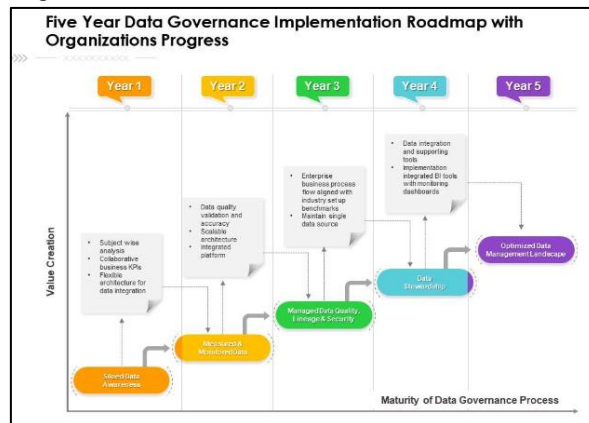 Five Year Data Governance Implementation Roadmap with
Organizations Progress
Year 1
Year 2
Year 3
Year 4
Year 5
Value Creation
• Subject wise
analysis
• Collaborative
business KPIs
• Flexible
architecture for
data integration
• Data quality
validation and
accuracy
• Scalable
architecture
• Integrated
platform
• Enterprise
business process
flow aligned with
industry set up
benchmarks
• Maintain single
data source
• Data integration
and supporting
tools
• Implementation
integrated BI tools
with monitoring
dashboards
Siloed Data
Awareness
Measured &
Monitored Data
Managed Data Quality,
Lineage & Security
Data
Stewardship
Optimized Data
Management Landscape
Maturity of Data Governance Process